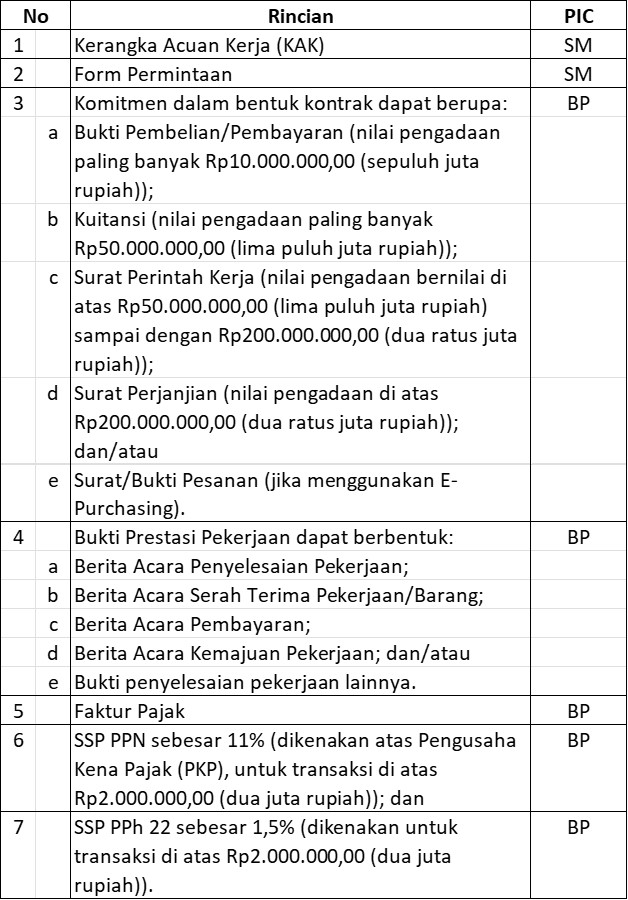 No Rincian PIC
1 Kerangka Acuan Kerja (KAK) SM
2 Form Permintaan SM
3 Komitmen dalam bentuk kontrak dapat berupa: BP
a Bukti Pembelian/Pembayaran (nilai pengadaan
paling banyak Rp10.000.000,00 (sepuluh juta
rupiah));
b Kuitansi (nilai pengadaan paling banyak
Rp50.000.000,00 (lima puluh juta rupiah));
c Surat Perintah Kerja (nilai pengadaan bernilai di
atas Rp50.000.000,00 (lima puluh juta rupiah)
sampai dengan Rp200.000.000,00 (dua ratus juta
rupiah));
d Surat Perjanjian (nilai pengadaan di atas
Rp200.000.000,00 (dua ratus juta rupiah));
dan/atau
e Surat/Bukti Pesanan (jika menggunakan E-
Purchasing).
4 Bukti Prestasi Pekerjaan dapat berbentuk: BP
a Berita Acara Penyelesaian Pekerjaan;
b Berita Acara Serah Terima Pekerjaan/Barang;
c Berita Acara Pembayaran;
d Berita Acara Kemajuan Pekerjaan; dan/atau
e Bukti penyelesaian pekerjaan lainnya.
5 Faktur Pajak BP
6 SSP PPN sebesar 11% (dikenakan atas Pengusaha BP
Kena Pajak (PKP), untuk transaksi di atas
Rp2.000.000,00 (dua juta rupiah)); dan
7 SSP PPh 22 sebesar 1,5% (dikenakan untuk BP
transaksi di atas Rp2.000.000,00 (dua juta
rupiah)).